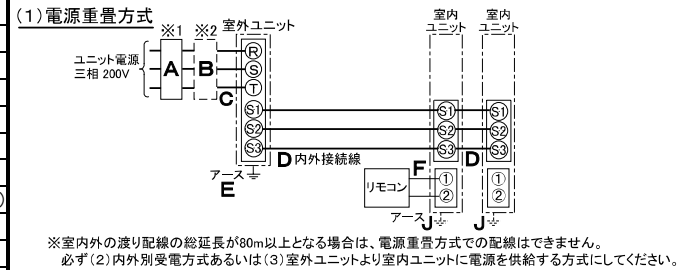 (1)電源重畳方式
※1 ※2 室外ユニット 室内ユニット 室内ユニット
ユニット電源
三相 200V
A B C
R
S
T
S1 S1 S1
S2 S2 S2
S3 S3 S3
D 内外接続線 D
アース
E
F
リモコン
① ①
② ②
アース J J
※室内外の渡り配線の総延長が80m以上となる場合は、電源重畳方式での配線はできません。
必ず(2)内外別受電方式あるいは(3)室外ユニットより室内ユニットに電源を供給する方式にしてください。